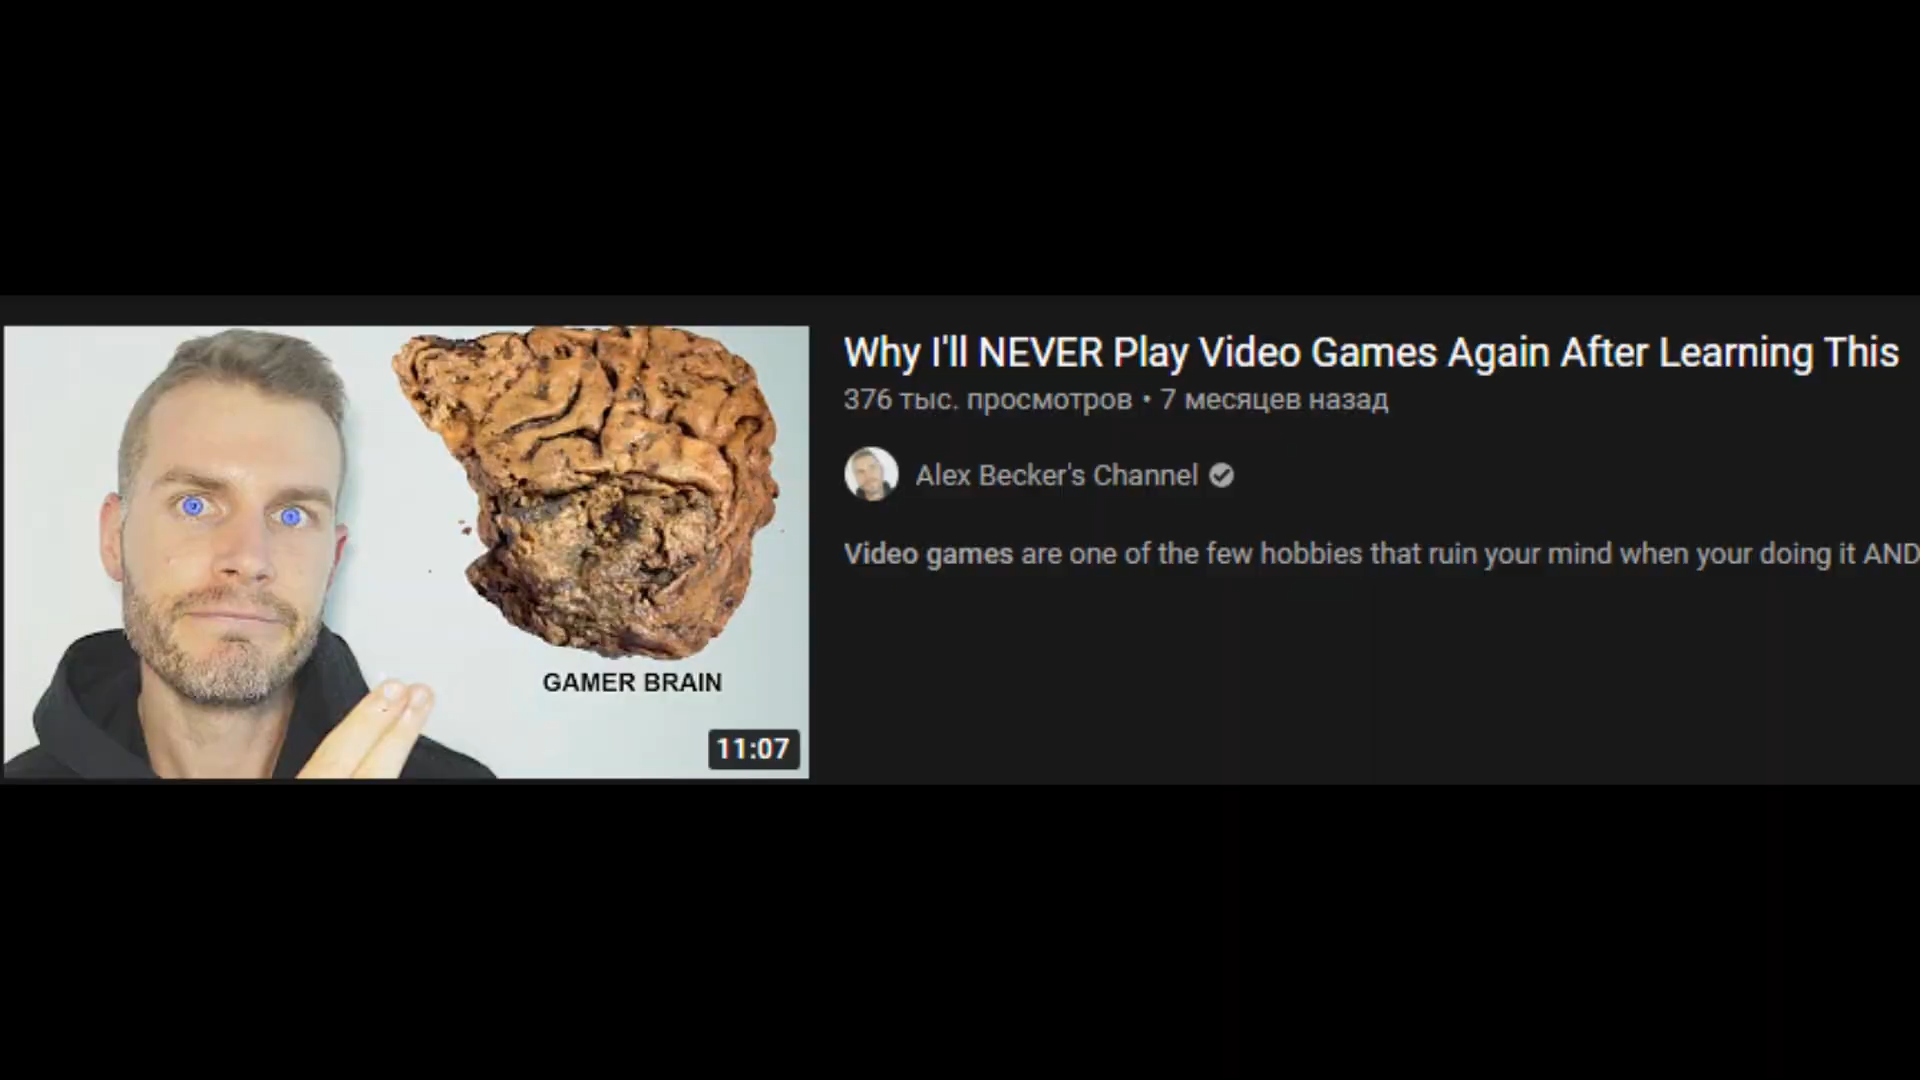 GAMER BRAIN
11:07
Why I'll NEVER Play Video Games Again After Learning This
376 тыс. просмотров • 7 месяцев назад
Alex Becker's Channel
Video games are one of the few hobbies that ruin your mind when your doing it AND